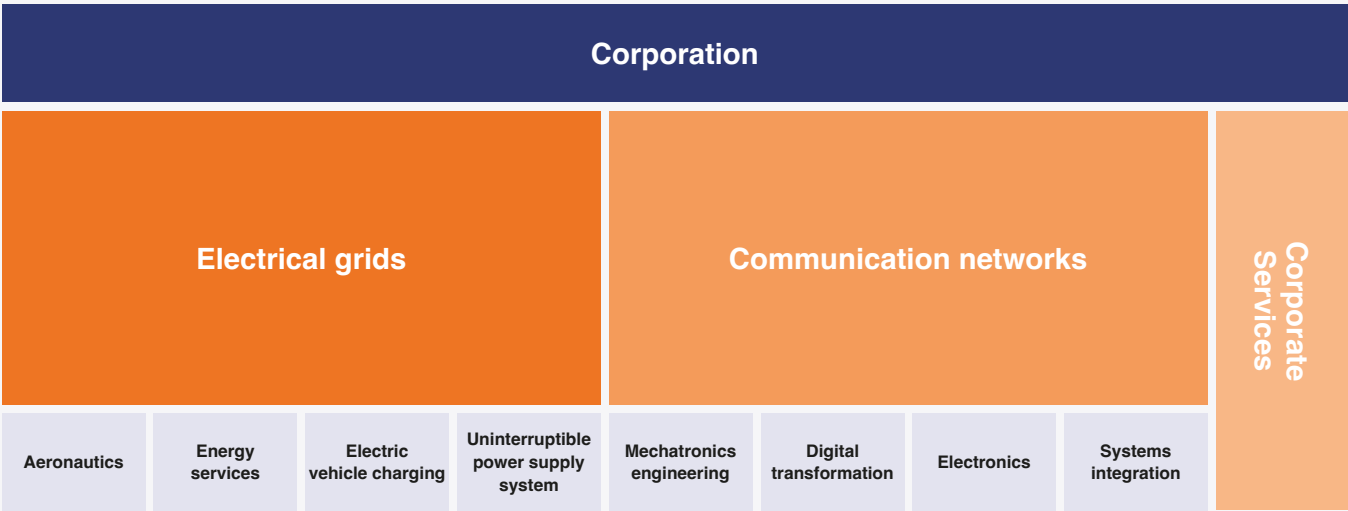 Corporation
Electrical grids
Communication networks
Corporate
Services
Aeronautics
Energy
services
Electric
vehicle charging
Uninterruptible
power supply
system
Mechatronics
engineering
Digital
transformation
Electronics
Systems
integration